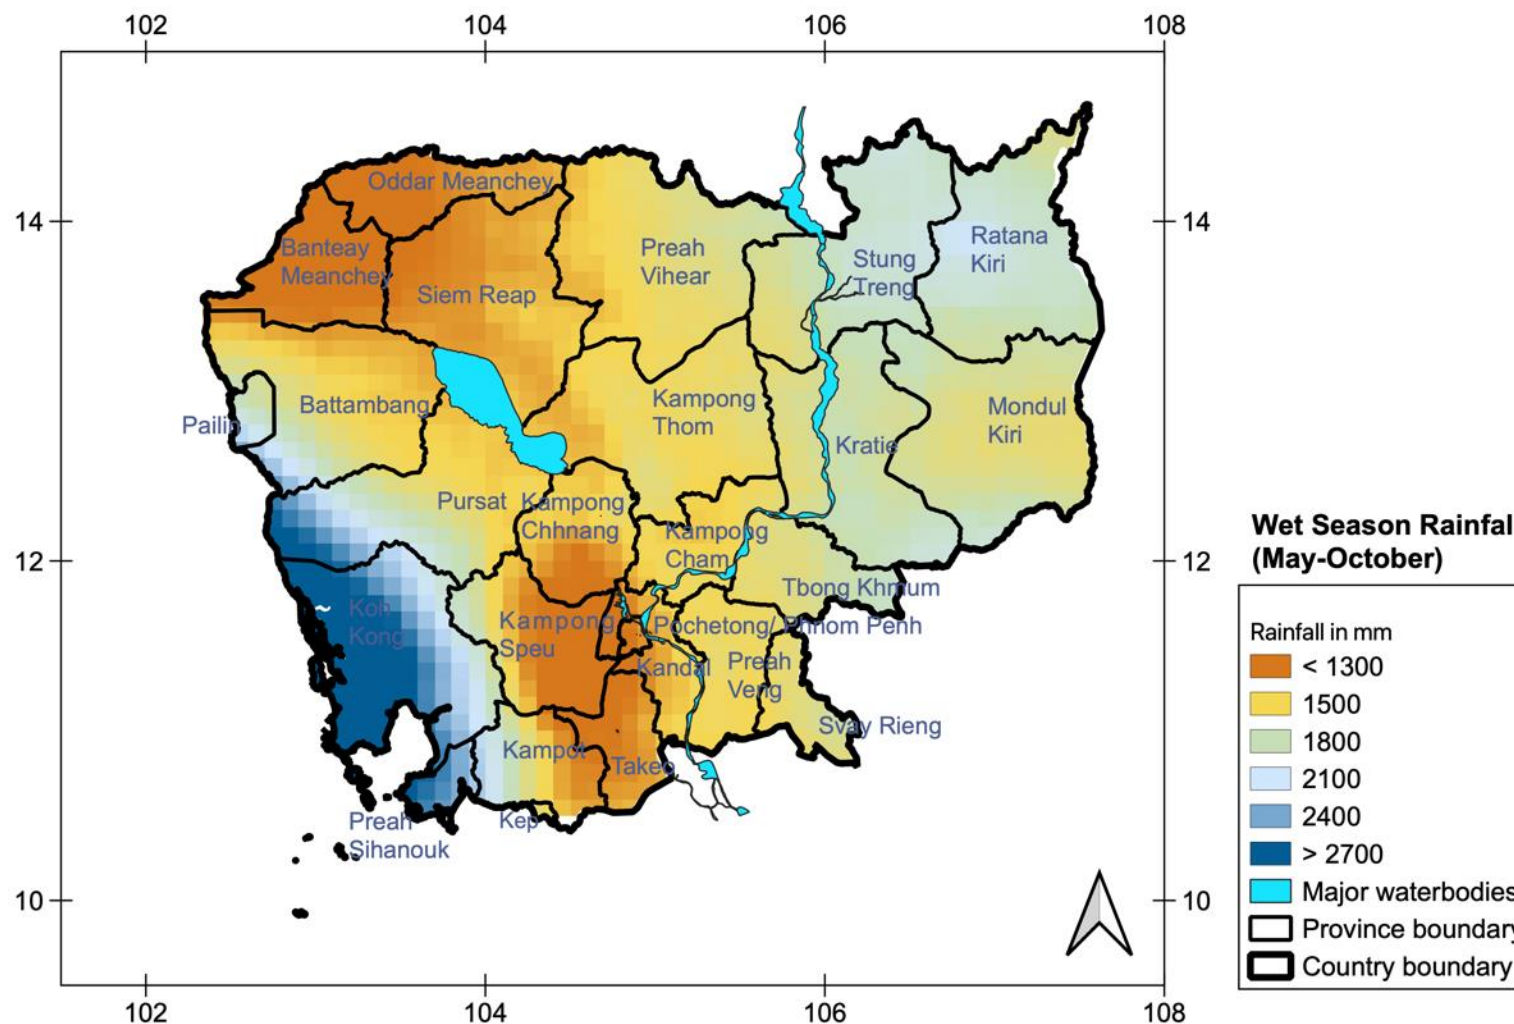 102
104
106
108
Oddar Meanchey
14
14
Banteay
Meanchey
Preah
Vihear
Ratana
Kiri
Stung
Treng
Siem Reap
Battambang
Kampong
Thom
Mondul
Kiri
Pailin
Kratie
Pursat
Kampong
Chhnang
Kampong
Cham
12
12
Tbong Khmum
Koh
Kong
Kampong
Speu
Pochetong/ Phnom Penh
Kandal
Preah
Veng
Svay Rieng
Kampot
Takeo
Preah
Sihanouk
Kep
10
10
102
104
106
108
Wet Season Rainfal
(May-October)
Rainfall in mm
< 1300
1500
1800
2100
2400
> 2700
Major waterbodies
Province boundary
Country boundary